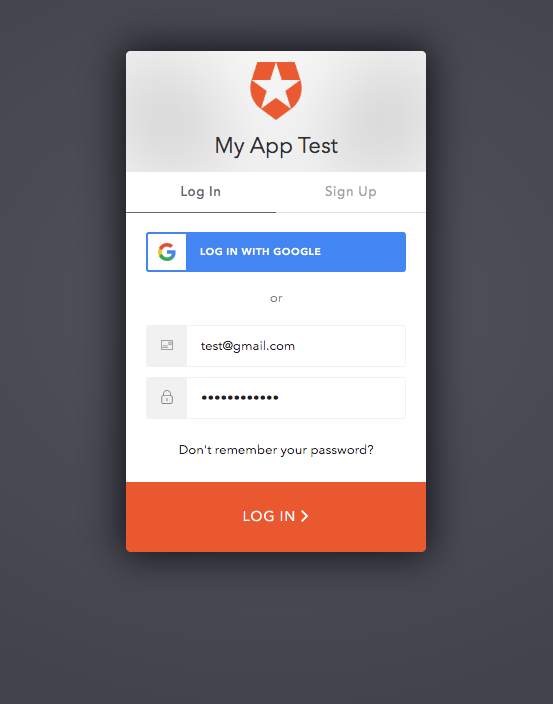 My App Test
Log In
Sign Up
LOG IN WITH GOOGLE
or
test@gmail.com
••••••••••••
Don't remember your password?
LOG IN